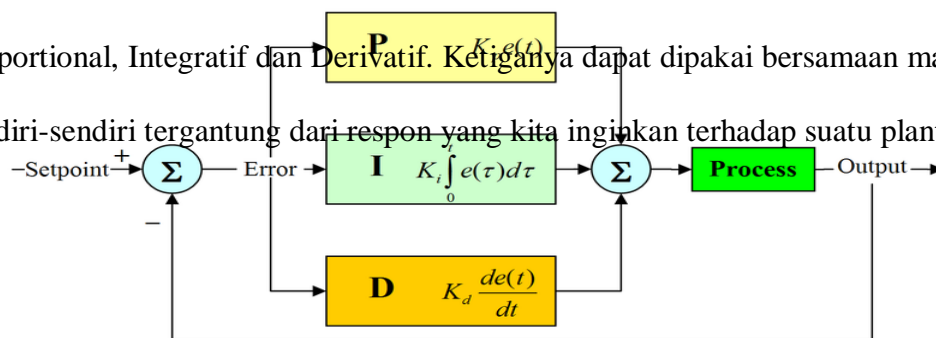 P K e(t)
portional, Integratif dan Derivatif. Ketiganya dapat dipakai bersamaan ma
diri-sendiri tergantung dari respon yang kita inginkan terhadap suatu plant
Setpoint + Σ Error I K_i ∫_0^t e(τ)dτ Σ Process Output
−
D K_d de(t)/dt